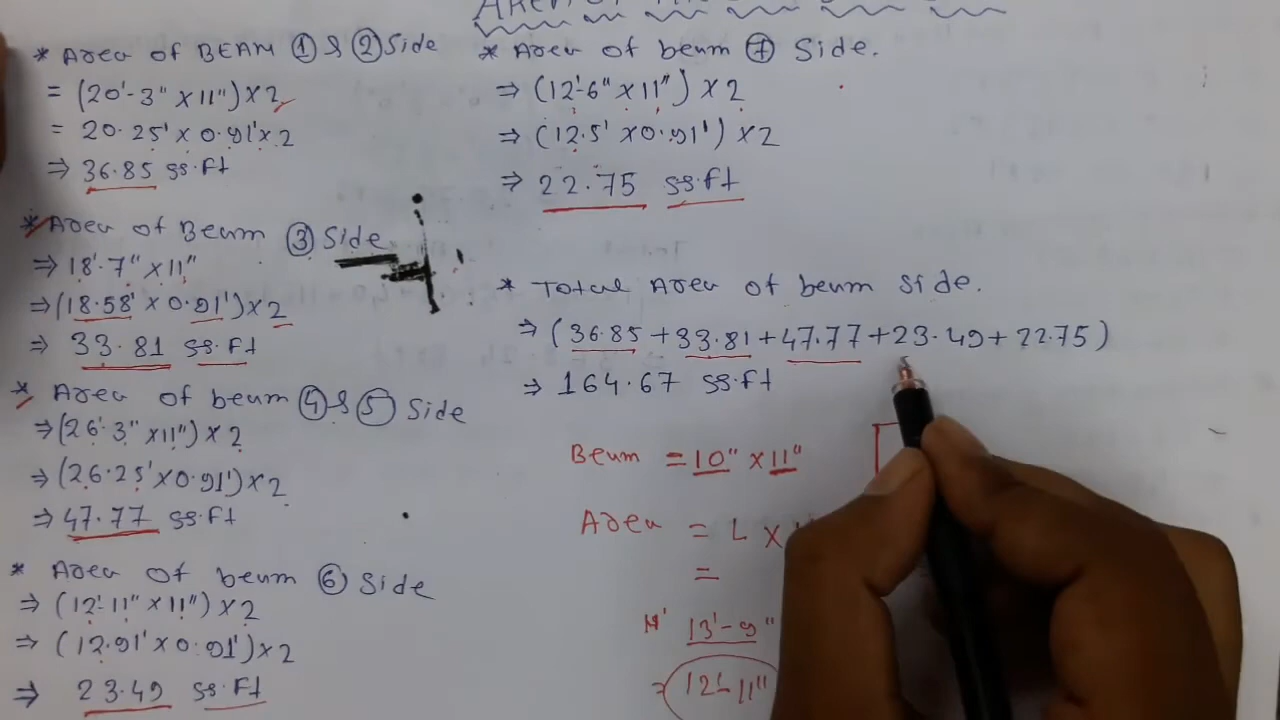 * Area of BEAM ① & ② Side
= (20'-3" X 11") X 2
= 20.25' X 0.91' X 2
⇒ 36.85 sq.ft
* Area of Beam ③ Side
⇒ 18'.7" X 11"
⇒ (18.58' X 0.91') X 2
⇒ 33.81 sq.ft
* Area of beam ④ & ⑤ Side
⇒ (26'.3" X 11") X 2
⇒ (26.25' X 0.91') X 2
⇒ 47.77 sq.ft
* Area of beam ⑥ Side
⇒ (12'-11" X 11") X 2
⇒ (12.91' X 0.91') X 2
⇒ 23.49 sq.ft
* Area of beam ⑦ Side.
⇒ (12'-6" X 11") X 2
⇒ (12.5' X 0.91') X 2
⇒ 22.75 sq.ft
* Total Area of beam side.
⇒ (36.85 + 33.81 + 47.77 + 23.49 + 22.75)
⇒ 164.67 sq.ft
Beam = 10" X 11"
Area = L X
=
13'-9"
= 12'-11"